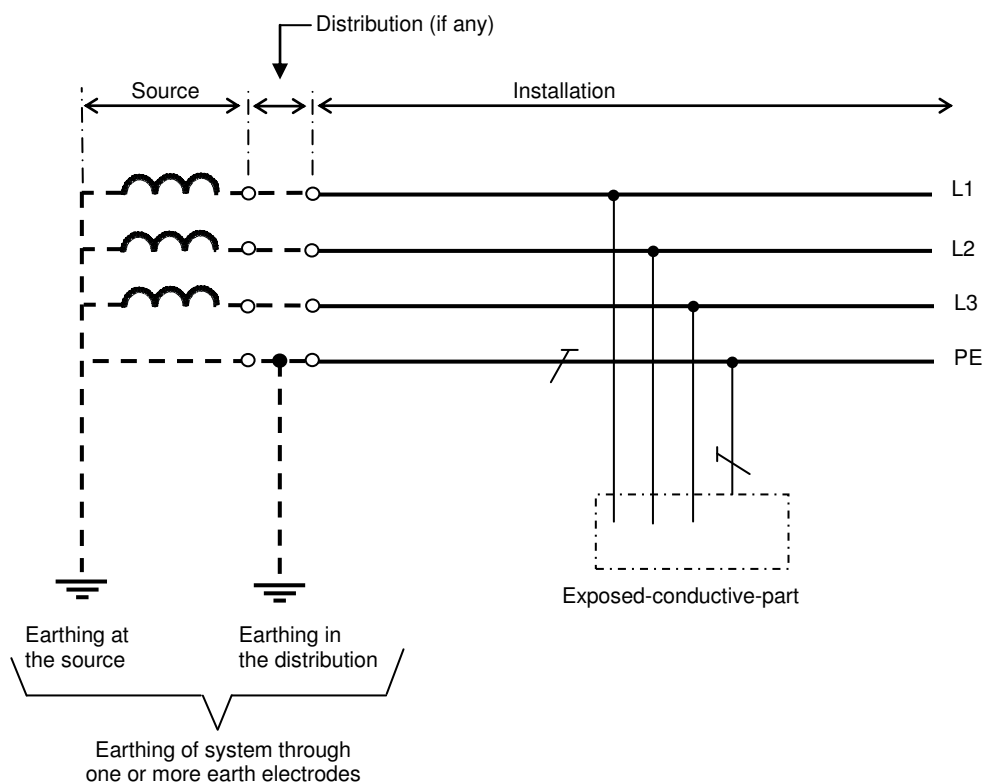 Distribution (if any)
Source
Installation
L1
L2
L3
PE
Exposed-conductive-part
Earthing at
the source
Earthing in
the distribution
Earthing of system through
one or more earth electrodes